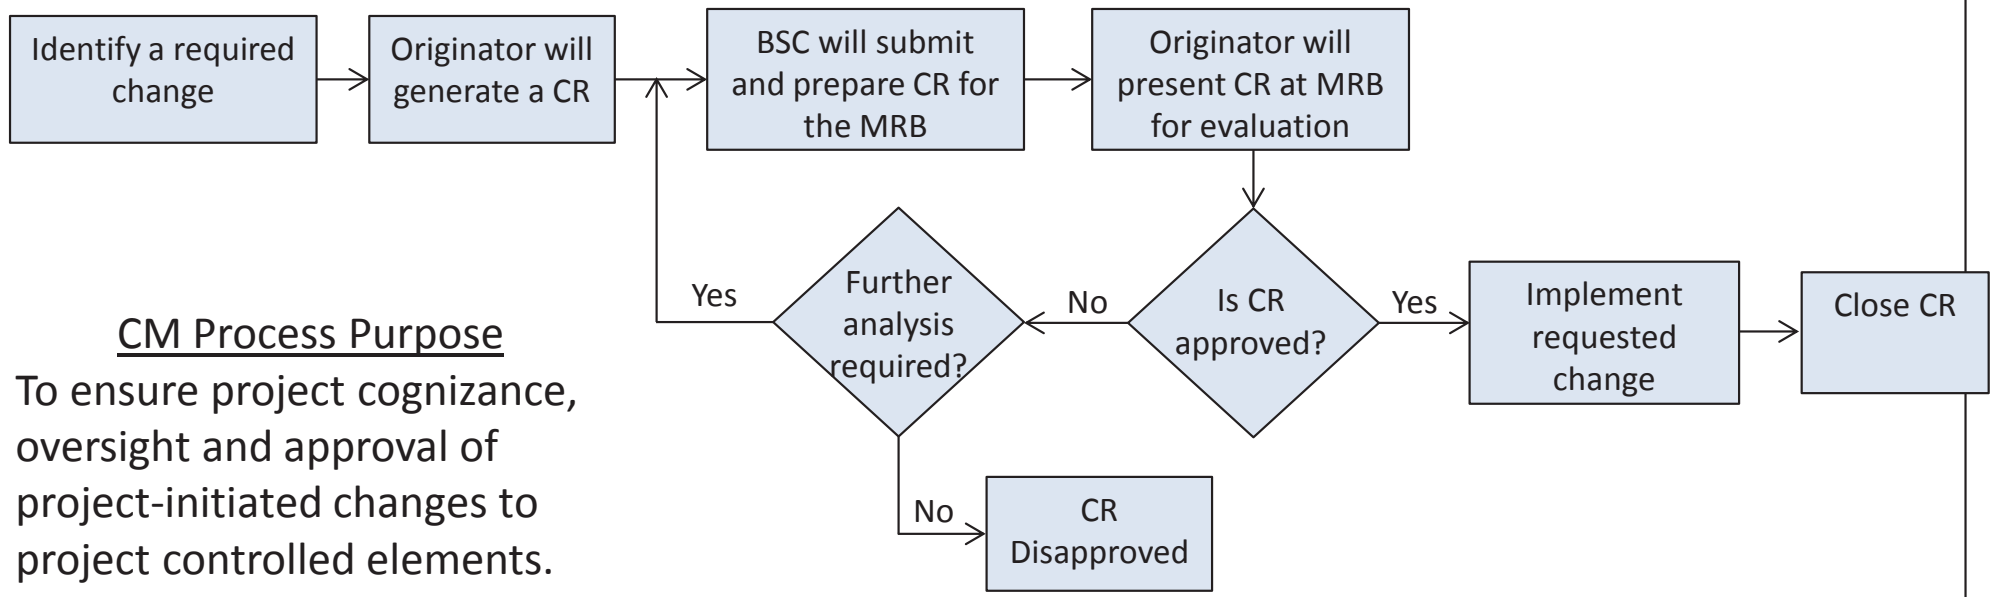 Identify a required
change
Originator will
generate a CR
BSC will submit
and prepare CR for
the MRB
Originator will
present CR at MRB
for evaluation
Is CR
approved?
Yes
Implement
requested
change
Close CR
No
Further
analysis
required?
Yes
No
CR
Disapproved
CM Process Purpose
To ensure project cognizance,
oversight and approval of
project-initiated changes to
project controlled elements.